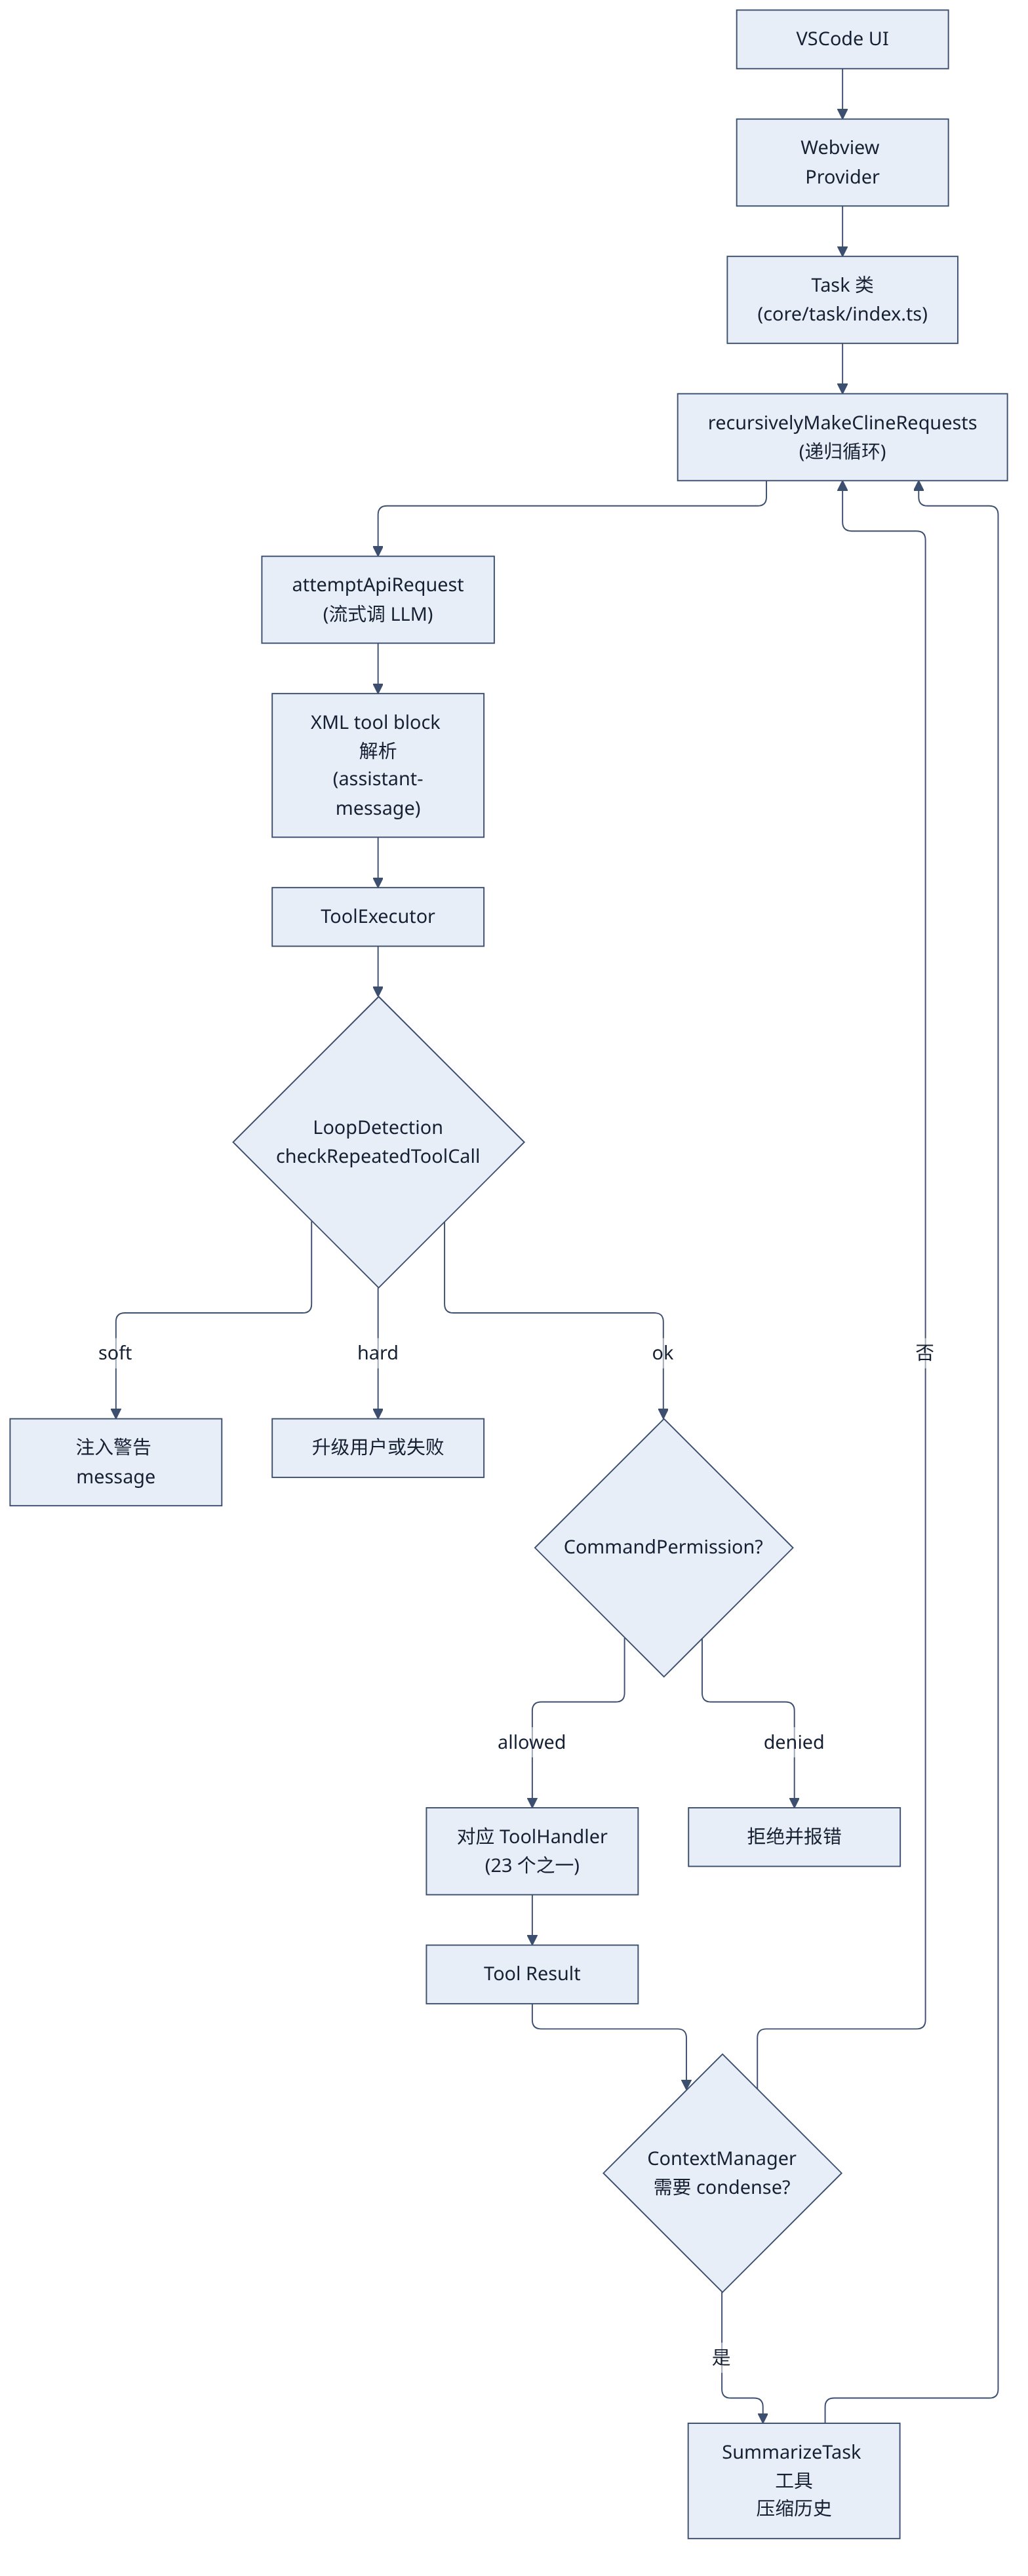 VSCode UI
Webview
Provider
Task 类
(core/task/index.ts)
recursivelyMakeClineRequests
(递归循环)
attemptApiRequest
(流式调 LLM)
XML tool block
解析
(assistant-
message)
ToolExecutor
LoopDetection
checkRepeatedToolCall
soft
hard
ok
否
注入警告
message
升级用户或失败
CommandPermission?
allowed
denied
对应 ToolHandler
(23 个之一)
拒绝并报错
Tool Result
ContextManager
需要 condense?
是
SummarizeTask
工具
压缩历史